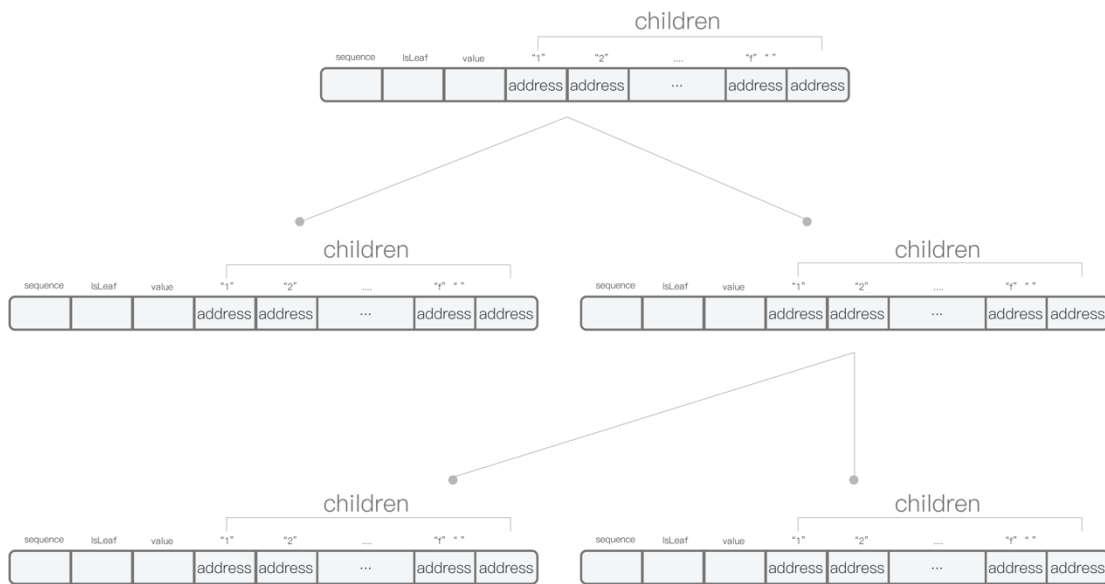 children
sequence IsLeaf value “1” “2” .... “f” “ ”
address address ... address address
children children
sequence IsLeaf value “1” “2” .... “f” “ ” sequence IsLeaf value “1” “2” .... “f” “ ”
address address ... address address address address ... address address
children children
sequence IsLeaf value “1” “2” .... “f” “ ” sequence IsLeaf value “1” “2” .... “f” “ ”
address address ... address address address address ... address address